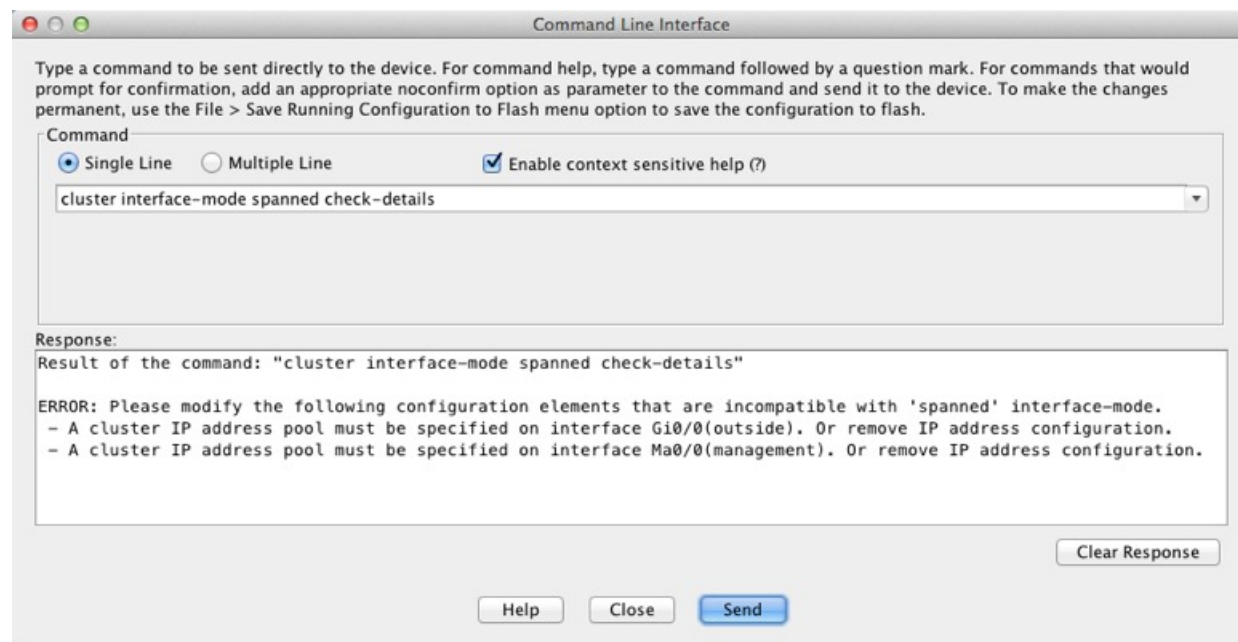 Command Line Interface
Type a command to be sent directly to the device. For command help, type a command followed by a question mark. For commands that would
prompt for confirmation, add an appropriate noconfirm option as parameter to the command and send it to the device. To make the changes
permanent, use the File > Save Running Configuration to Flash menu option to save the configuration to flash.
Command
Single Line Multiple Line Enable context sensitive help (?)
cluster interface-mode spanned check-details
Response:
Result of the command: "cluster interface-mode spanned check-details"
ERROR: Please modify the following configuration elements that are incompatible with 'spanned' interface-mode.
- A cluster IP address pool must be specified on interface Gi0/0(outside). Or remove IP address configuration.
- A cluster IP address pool must be specified on interface Ma0/0(management). Or remove IP address configuration.
Clear Response
Help Close Send